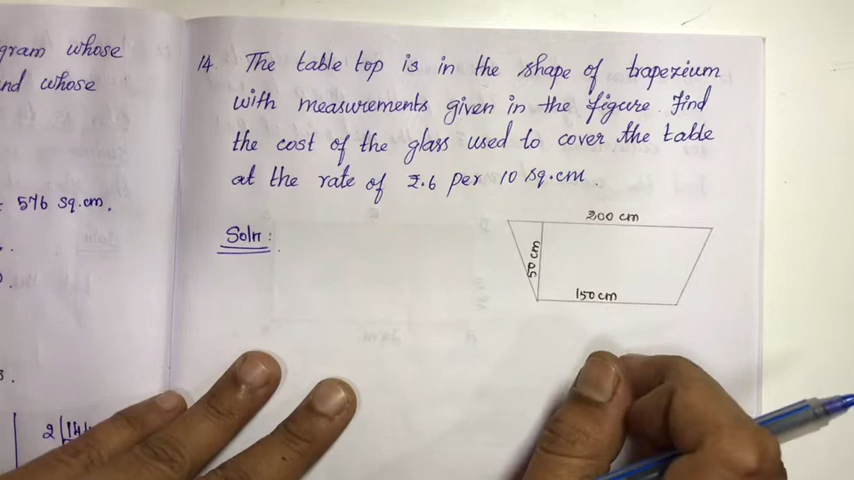 gram whose
nd whose
= 576 sq.cm.
14. The table top is in the shape of trapezium
with measurements given in the figure. Find
the cost of the glass used to cover the table
at the rate of ₹.6 per 10 sq.cm.
Soln:
200 cm
50 cm
150 cm